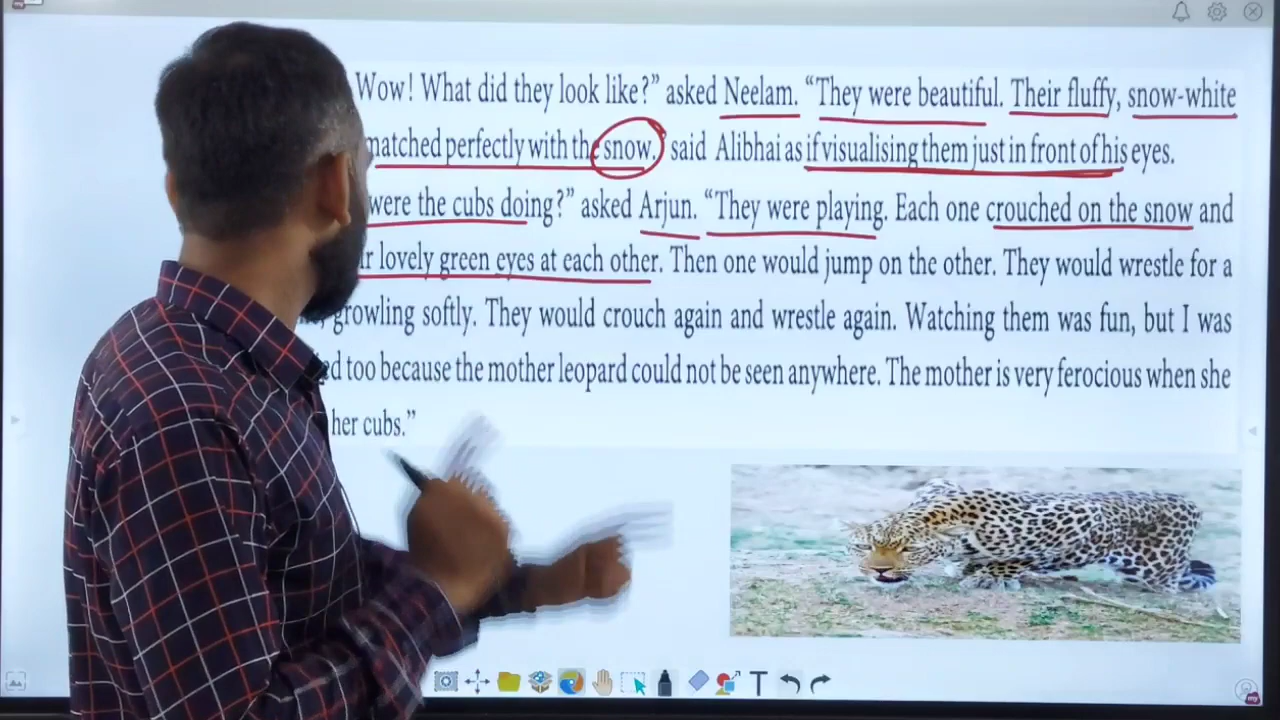 Wow! What did they look like?” asked Neelam. “They were beautiful. Their fluffy, snow-white
matched perfectly with the snow.” said Alibhai as if visualising them just in front of his eyes.
were the cubs doing?” asked Arjun. “They were playing. Each one crouched on the snow and
lovely green eyes at each other. Then one would jump on the other. They would wrestle for a
growling softly. They would crouch again and wrestle again. Watching them was fun, but I was
too because the mother leopard could not be seen anywhere. The mother is very ferocious when she
her cubs.”
T